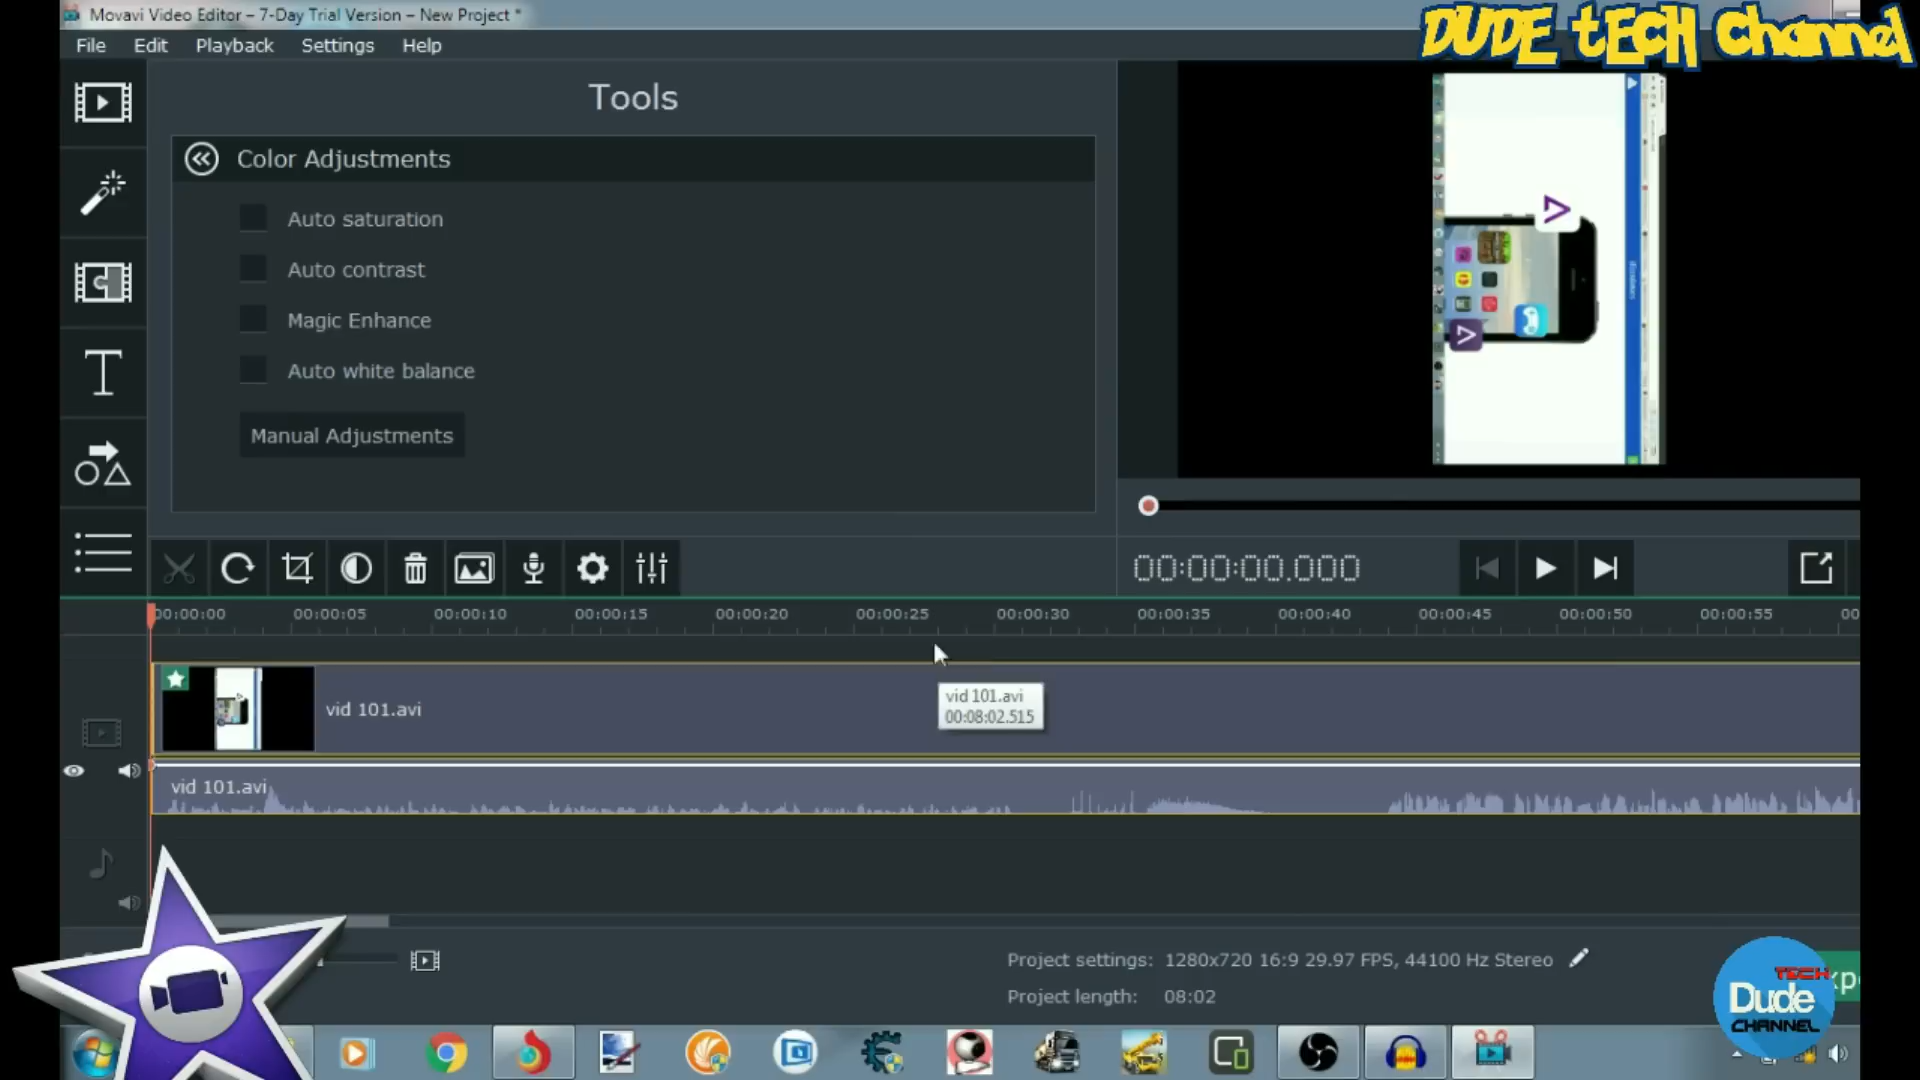 Movavi Video Editor – 7-Day Trial Version – New Project *
DUDE tECH Channel
File Edit Playback Settings Help
Tools
Color Adjustments
Auto saturation
Auto contrast
Magic Enhance
Auto white balance
Manual Adjustments
00:00:00.000
00:00:00 00:00:05 00:00:10 00:00:15 00:00:20 00:00:25 00:00:30 00:00:35 00:00:40 00:00:45 00:00:50 00:00:55 00
vid 101.avi
vid 101.avi
00:08:02.515
vid 101.avi
Project settings: 1280x720 16:9 29.97 FPS, 44100 Hz Stereo
Project length: 08:02
TECH
Dude
CHANNEL
xp